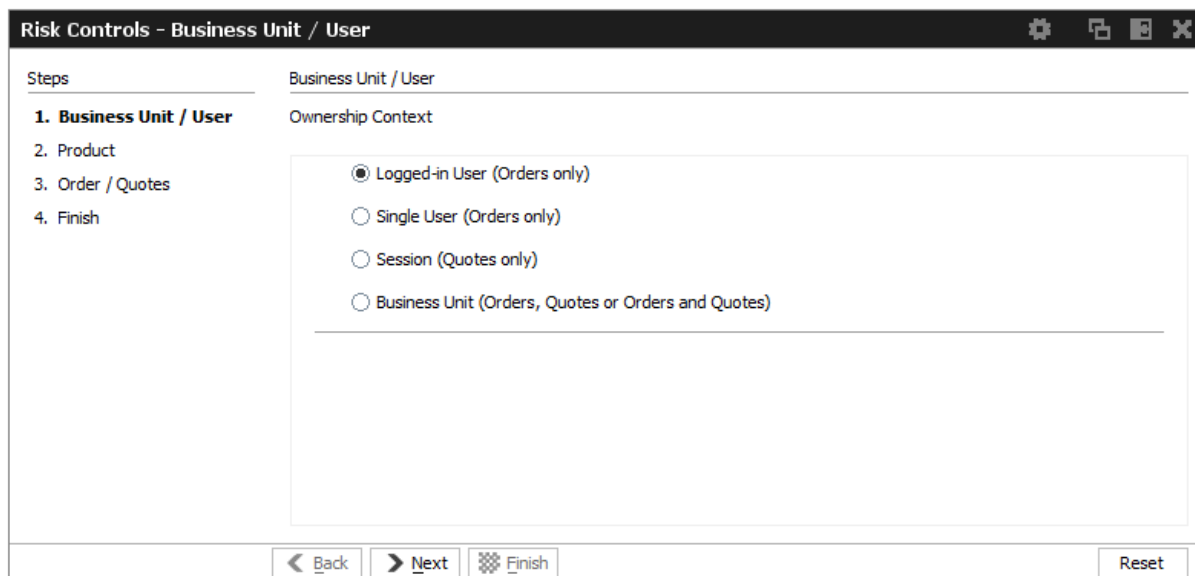 Risk Controls - Business Unit / User
Steps
1. Business Unit / User
2. Product
3. Order / Quotes
4. Finish
Business Unit / User
Ownership Context
Logged-in User (Orders only)
Single User (Orders only)
Session (Quotes only)
Business Unit (Orders, Quotes or Orders and Quotes)
Back Next Finish Reset